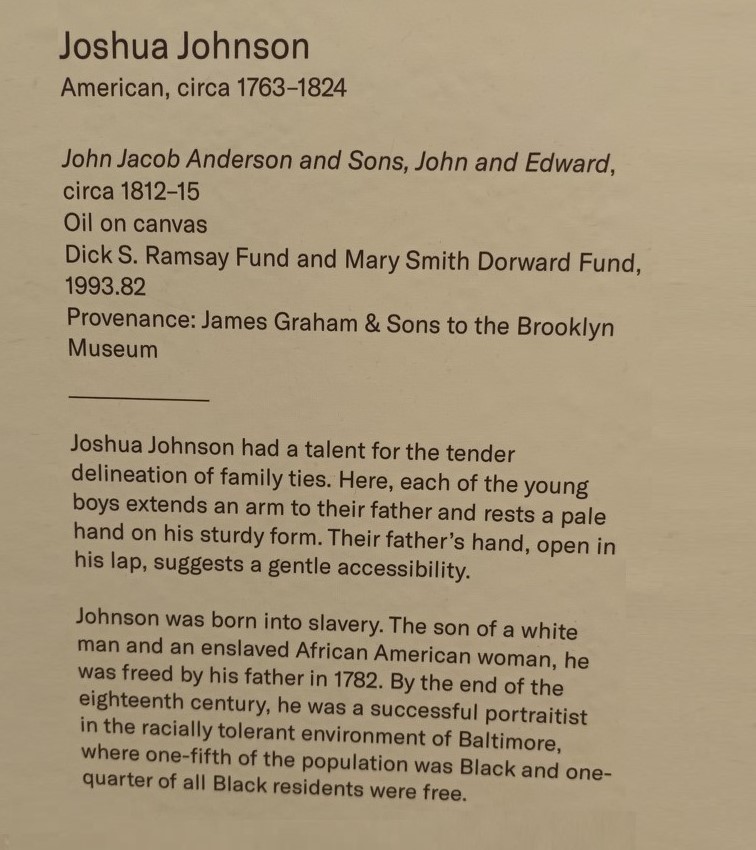 Joshua Johnson
American, circa 1763–1824
John Jacob Anderson and Sons, John and Edward,
circa 1812–15
Oil on canvas
Dick S. Ramsay Fund and Mary Smith Dorward Fund,
1993.82
Provenance: James Graham & Sons to the Brooklyn
Museum
Joshua Johnson had a talent for the tender
delineation of family ties. Here, each of the young
boys extends an arm to their father and rests a pale
hand on his sturdy form. Their father's hand, open in
his lap, suggests a gentle accessibility.
Johnson was born into slavery. The son of a white
man and an enslaved African American woman, he
was freed by his father in 1782. By the end of the
eighteenth century, he was a successful portraitist
in the racially tolerant environment of Baltimore,
where one-fifth of the population was Black and one-
quarter of all Black residents were free.